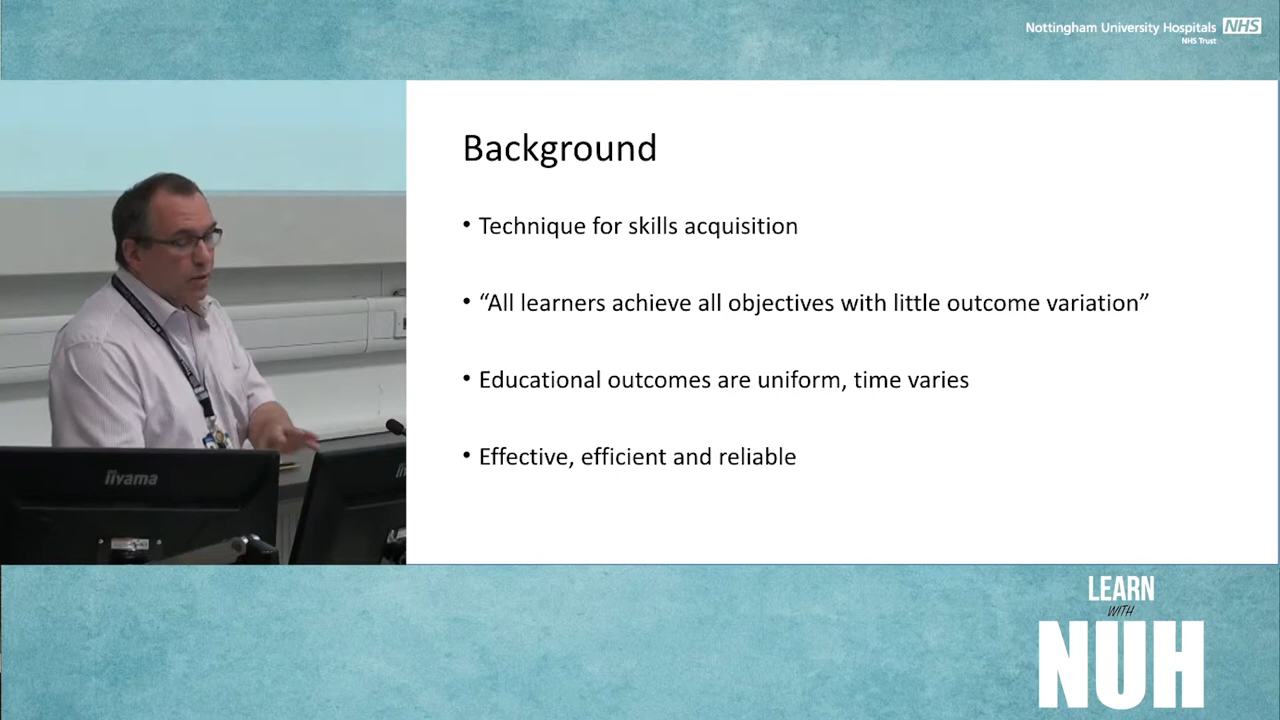 Nottingham University Hospitals NHS
NHS Trust
Background
• Technique for skills acquisition
• “All learners achieve all objectives with little outcome variation”
• Educational outcomes are uniform, time varies
• Effective, efficient and reliable
iiyama
LEARN
WITH
NUH